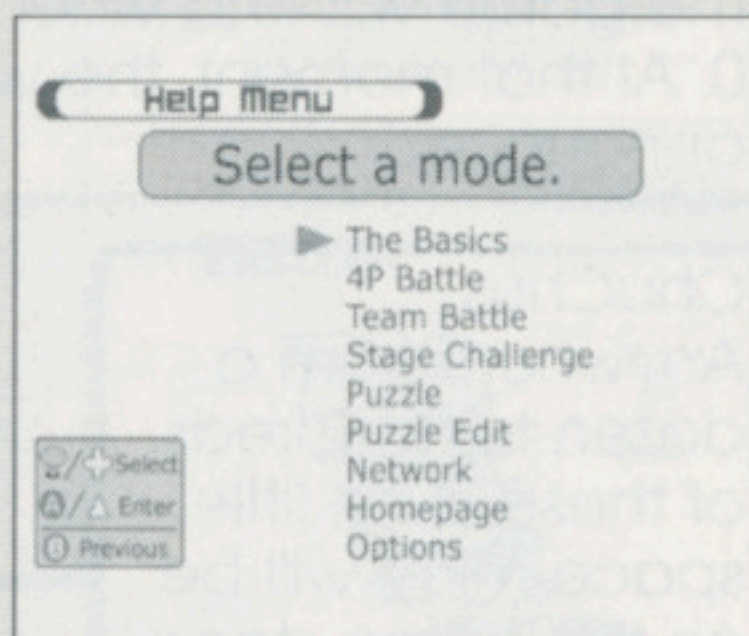 Help Menu
Select a mode.
The Basics
4P Battle
Team Battle
Stage Challenge
Puzzle
Puzzle Edit
Network
Homepage
Options
Select
Enter
Previous